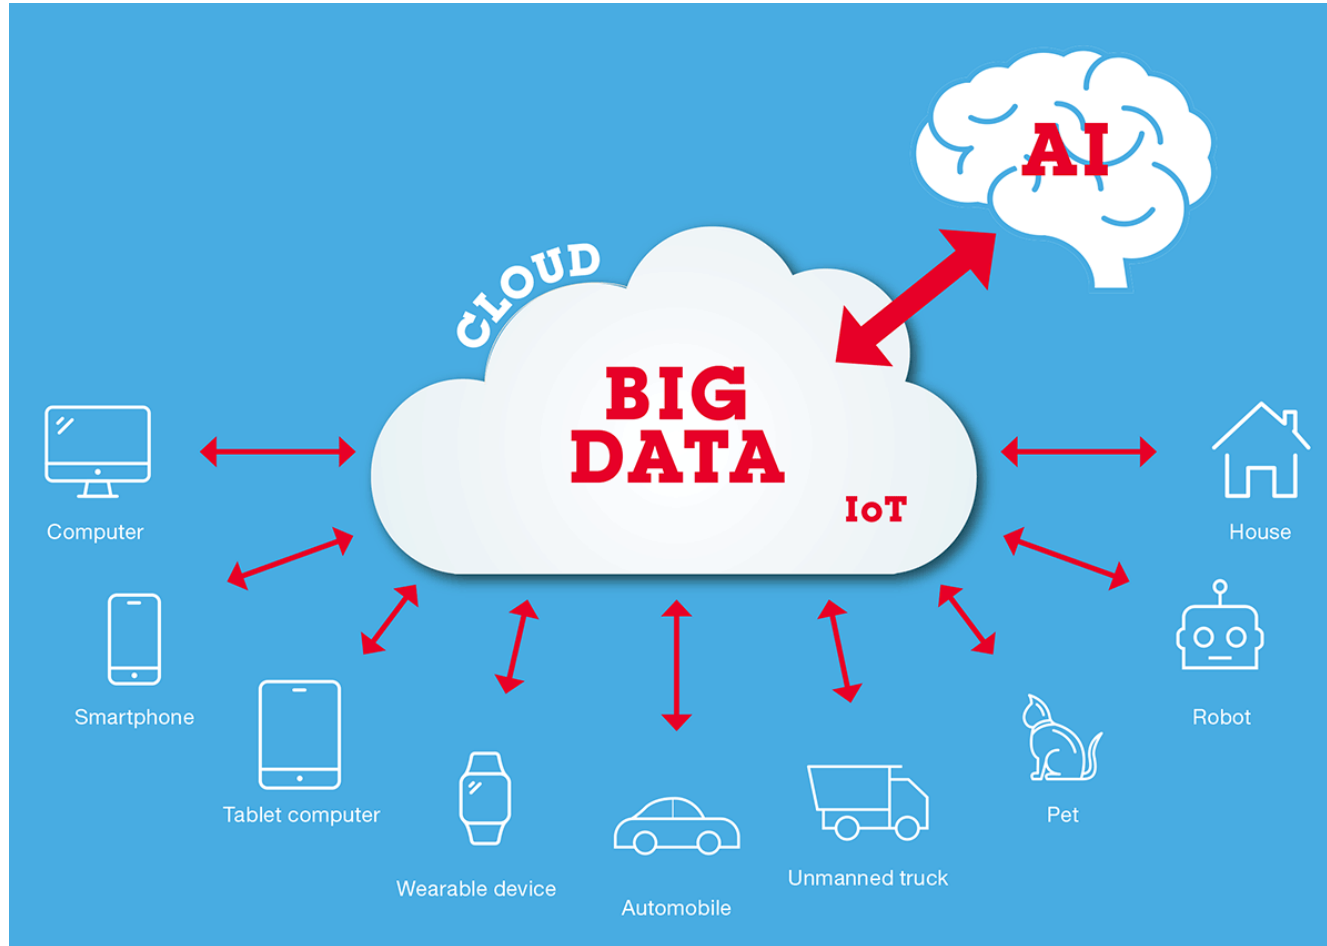 AI
CLOUD
BIG
DATA
IoT
Computer
House
Smartphone
Robot
Tablet computer
Pet
Wearable device
Unmanned truck
Automobile